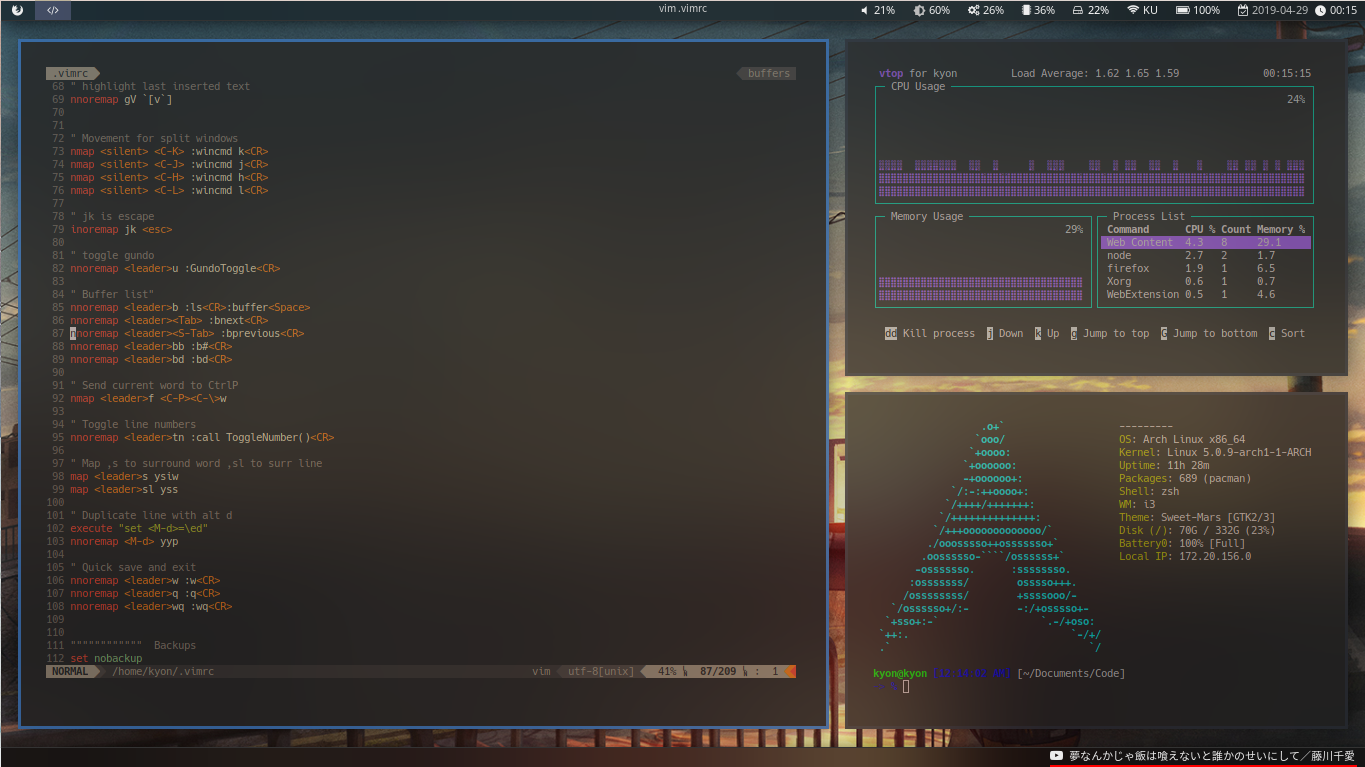 </> vim .vimrc 21% 60% 26% 36% 22% KU 100% 2019-04-29 00:15
.vimrc buffers
68 " highlight last inserted text
69 nnoremap gV `[v`]
70
71
72 " Movement for split windows
73 nmap <silent> <C-K> :wincmd k<CR>
74 nmap <silent> <C-J> :wincmd j<CR>
75 nmap <silent> <C-H> :wincmd h<CR>
76 nmap <silent> <C-L> :wincmd l<CR>
77
78 " jk is escape
79 inoremap jk <esc>
80
81 " toggle gundo
82 nnoremap <leader>u :GundoToggle<CR>
83
84 " Buffer list"
85 nnoremap <leader>b :ls<CR>:buffer<Space>
86 nnoremap <leader><Tab> :bnext<CR>
87 nnoremap <leader><S-Tab> :bprevious<CR>
88 nnoremap <leader>bb :b#<CR>
89 nnoremap <leader>bd :bd<CR>
90
91 " Send current word to CtrlP
92 nmap <leader>f <C-P><C-\>w
93
94 " Toggle line numbers
95 nnoremap <leader>tn :call ToggleNumber()<CR>
96
97 " Map ,s to surround word ,sl to surr line
98 map <leader>s ysiw
99 map <leader>sl yss
100
101 " Duplicate line with alt d
102 execute "set <M-d>=\ed"
103 nnoremap <M-d> yyp
104
105 " Quick save and exit
106 nnoremap <leader>w :w<CR>
107 nnoremap <leader>q :q<CR>
108 nnoremap <leader>wq :wq<CR>
109
110
111 """""""""""" Backups
112 set nobackup
NORMAL /home/kyon/.vimrc vim utf-8[unix] 41% 87/209 : 1
vtop for kyon Load Average: 1.62 1.65 1.59 00:15:15
CPU Usage
24%
Memory Usage
29%
Process List
Command CPU % Count Memory %
Web Content 4.3 8 29.1
node 2.7 2 1.7
firefox 1.9 1 6.5
Xorg 0.6 1 0.7
WebExtension 0.5 1 4.6
dd Kill process j Down k Up g Jump to top G Jump to bottom c Sort
---------
OS: Arch Linux x86_64
Kernel: Linux 5.0.9-arch1-1-ARCH
Uptime: 11h 28m
Packages: 689 (pacman)
Shell: zsh
WM: i3
Theme: Sweet-Mars [GTK2/3]
Disk (/): 70G / 332G (23%)
Battery0: 100% [Full]
Local IP: 172.20.156.0
kyon@kyon [~/Documents/Code]
夢なんかじゃ飯は喰えないと誰かのせいにして／藤川千愛